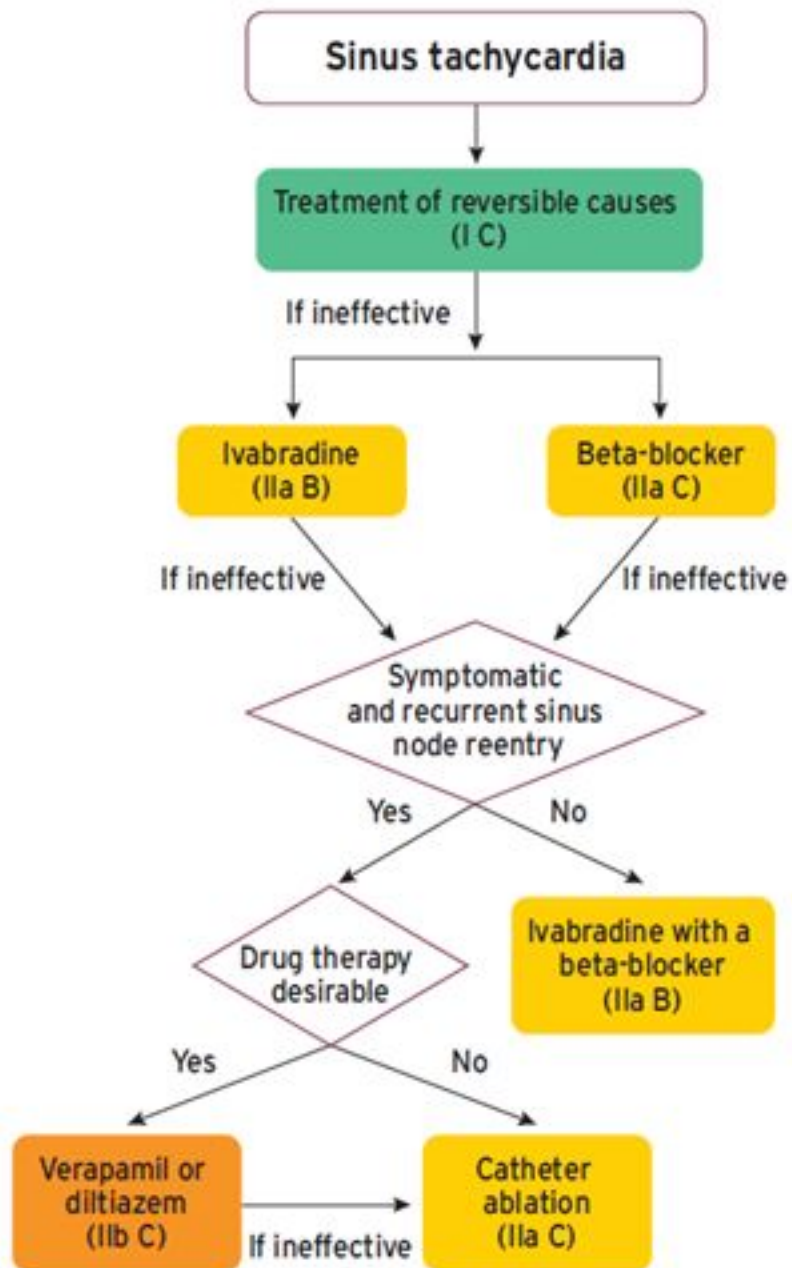 Sinus tachycardia
Treatment of reversible causes
(I C)
If ineffective
Ivabradine
(IIa B)
Beta-blocker
(IIa C)
If ineffective
If ineffective
Symptomatic
and recurrent sinus
node reentry
Yes
No
Drug therapy
desirable
Ivabradine with a
beta-blocker
(IIa B)
Yes
No
Verapamil or
diltiazem
(IIb C)
If ineffective
Catheter
ablation
(IIa C)